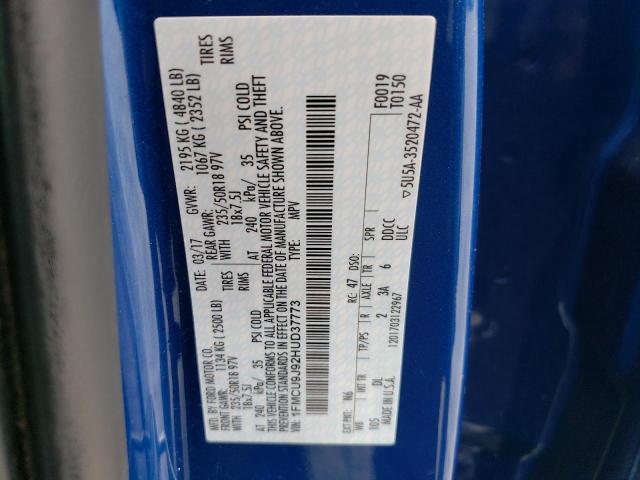 MFD. BY FORD MOTOR CO.
DATE: 03/17 GVWR: 2195 KG ( 4840 LB)
FRONT GAWR: 1134 KG ( 2500 LB) REAR GAWR: 1067 KG ( 2352 LB)
WITH 235/50R18 97V TIRES WITH 235/50R18 97V TIRES
18x7.5J RIMS 18x7.5J RIMS
AT 240 kPa/ 35 PSI COLD AT 240 kPa/ 35 PSI COLD
THIS VEHICLE CONFORMS TO ALL APPLICABLE FEDERAL MOTOR VEHICLE SAFETY AND THEFT
PREVENTION STANDARDS IN EFFECT ON THE DATE OF MANUFACTURE SHOWN ABOVE.
VIN: 1FMCU9J92HUD37773 TYPE: MPV
F0019
T0150
EXT PNT: N6 RC: 47 DSO:
WB INT TR TP/PS R AXLE TR SPR
105 DL 2 3A 6 DDCC
ULC
▽5U5A-3520472-AA
MADE IN U.S.A. 1201703122967